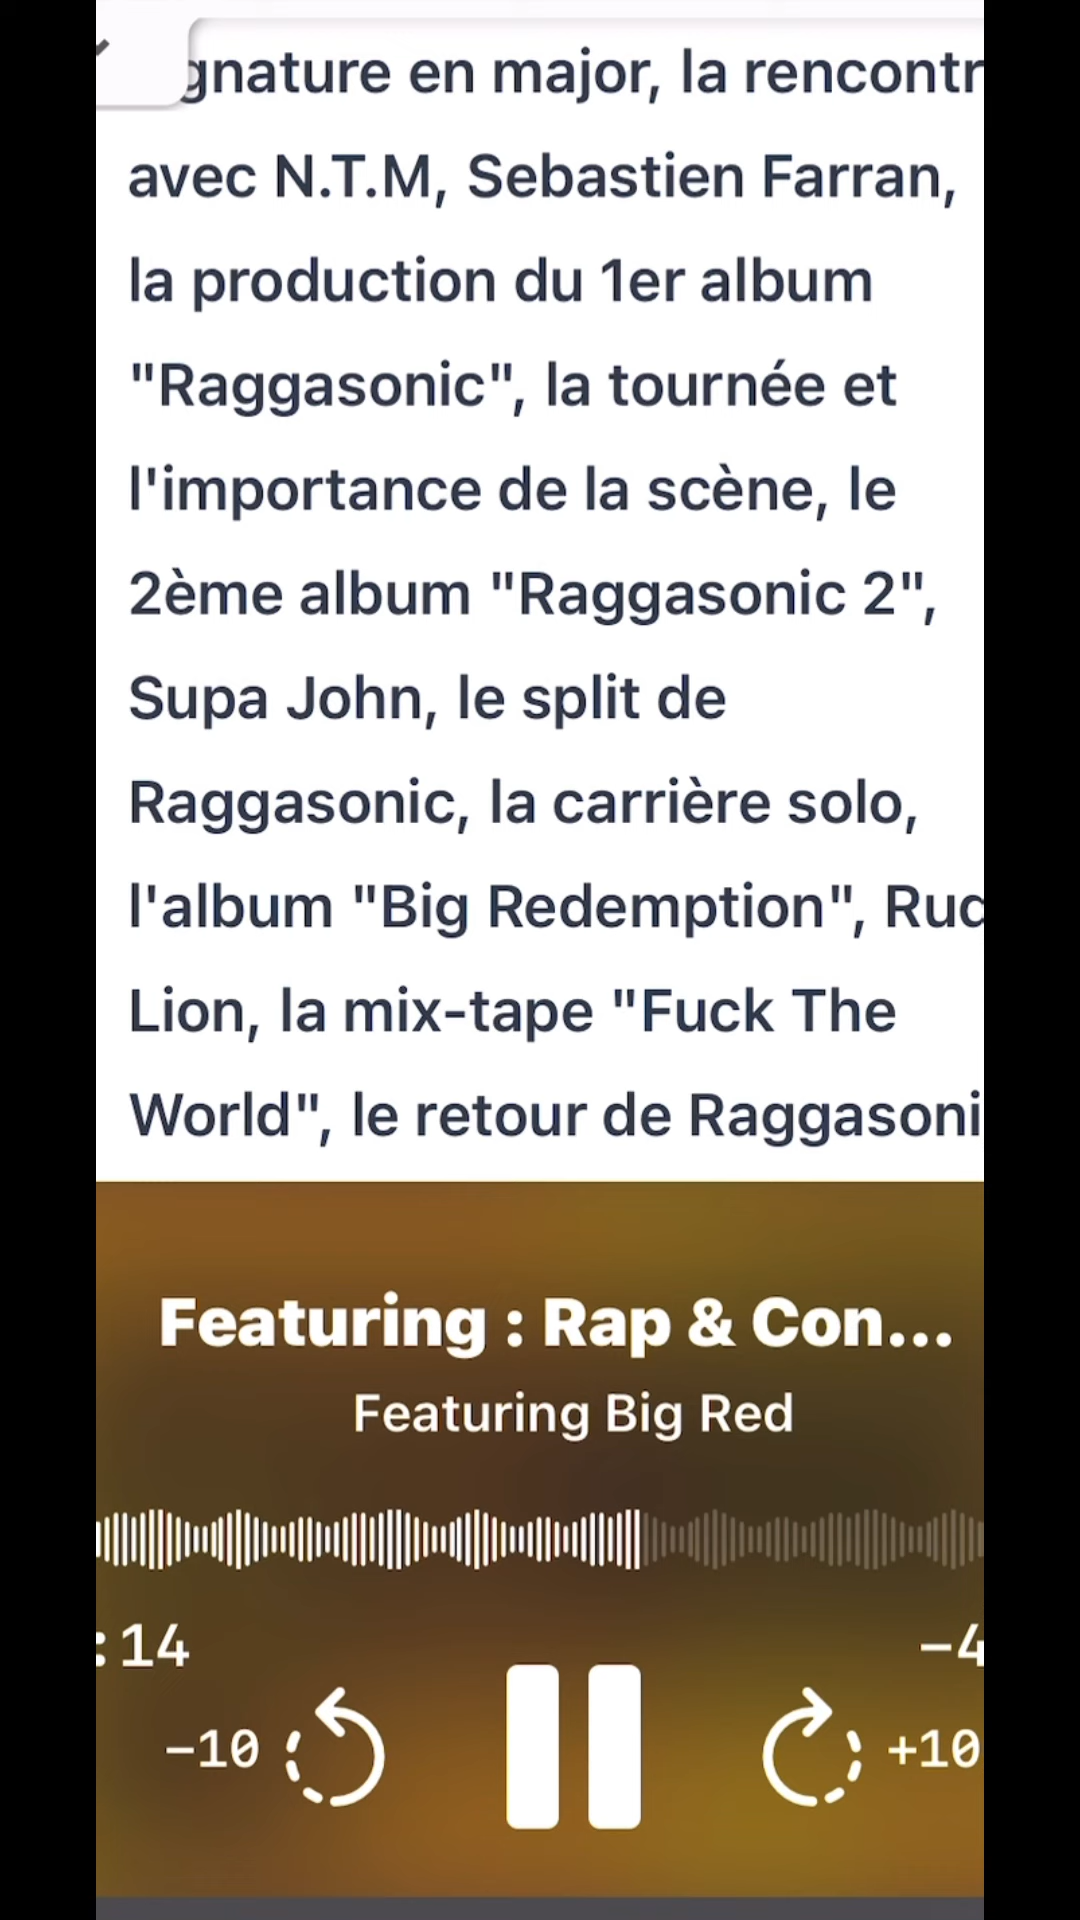 gnature en major, la rencontr
avec N.T.M, Sebastien Farran,
la production du 1er album
"Raggasonic", la tournée et
l'importance de la scène, le
2ème album "Raggasonic 2",
Supa John, le split de
Raggasonic, la carrière solo,
l'album "Big Redemption", Ruc
Lion, la mix-tape "Fuck The
World", le retour de Raggasoni
Featuring : Rap & Con...
Featuring Big Red
:14 -4
-10 +10